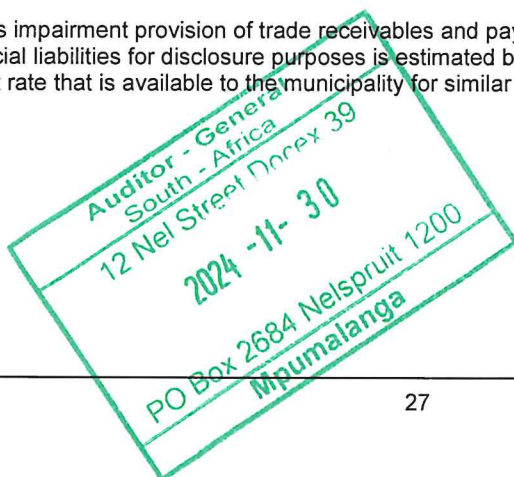 s impairment provision of trade receivables and pay
cial liabilities for disclosure purposes is estimated b
t rate that is available to the municipality for similar
Auditor - General
South - Africa
12 Nel Street Docex 39
2024 -11- 30
PO Box 2684 Nelspruit 1200
Mpumalanga
27